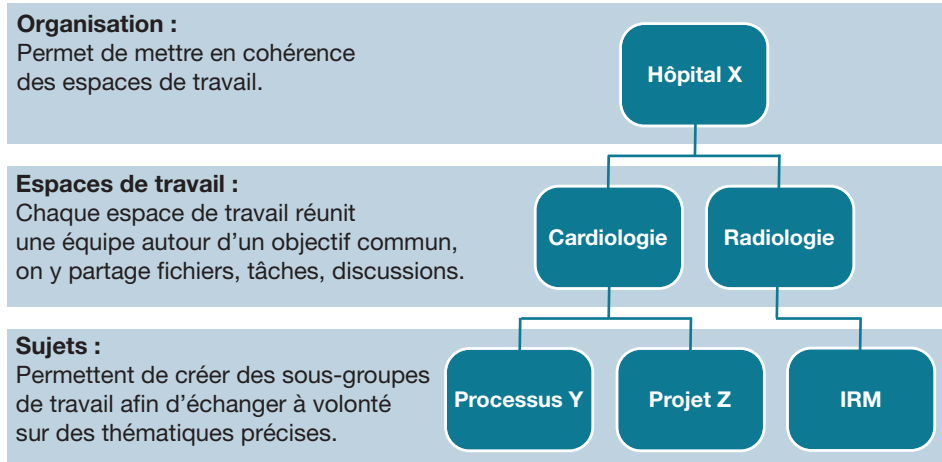 Organisation :
Permet de mettre en cohérence
des espaces de travail.
Hôpital X
Espaces de travail :
Chaque espace de travail réunit
une équipe autour d’un objectif commun,
on y partage fichiers, tâches, discussions.
Cardiologie
Radiologie
Sujets :
Permettent de créer des sous-groupes
de travail afin d’échanger à volonté
sur des thématiques précises.
Processus Y
Projet Z
IRM